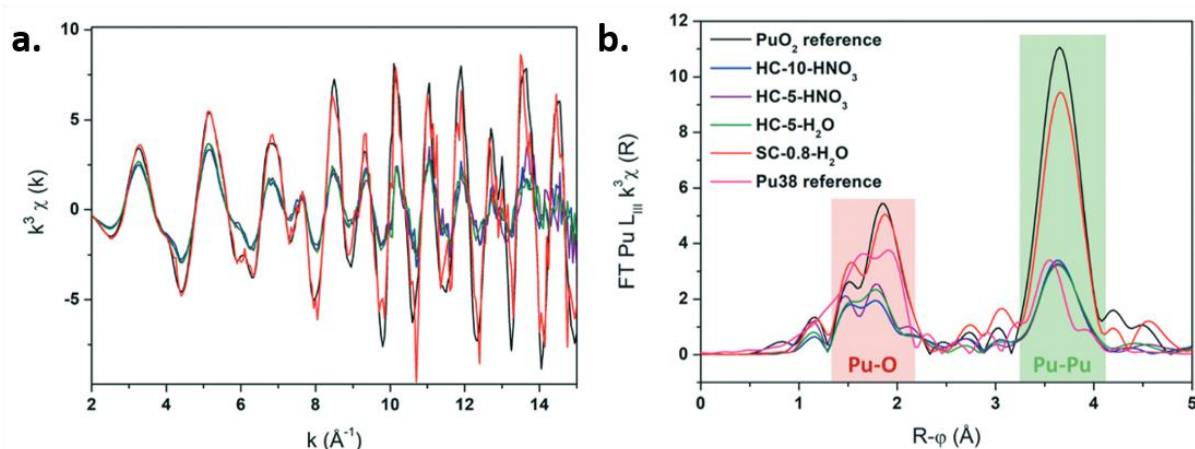 a.
10
5
0
-5
k³ χ (k)
2 4 6 8 10 12 14
k (Å⁻¹)
b.
12
10
8
6
4
2
0
FT Pu L_III k³χ (R)
PuO₂ reference
HC-10-HNO₃
HC-5-HNO₃
HC-5-H₂O
SC-0.8-H₂O
Pu38 reference
Pu-O
Pu-Pu
0 1 2 3 4 5
R-φ (Å)